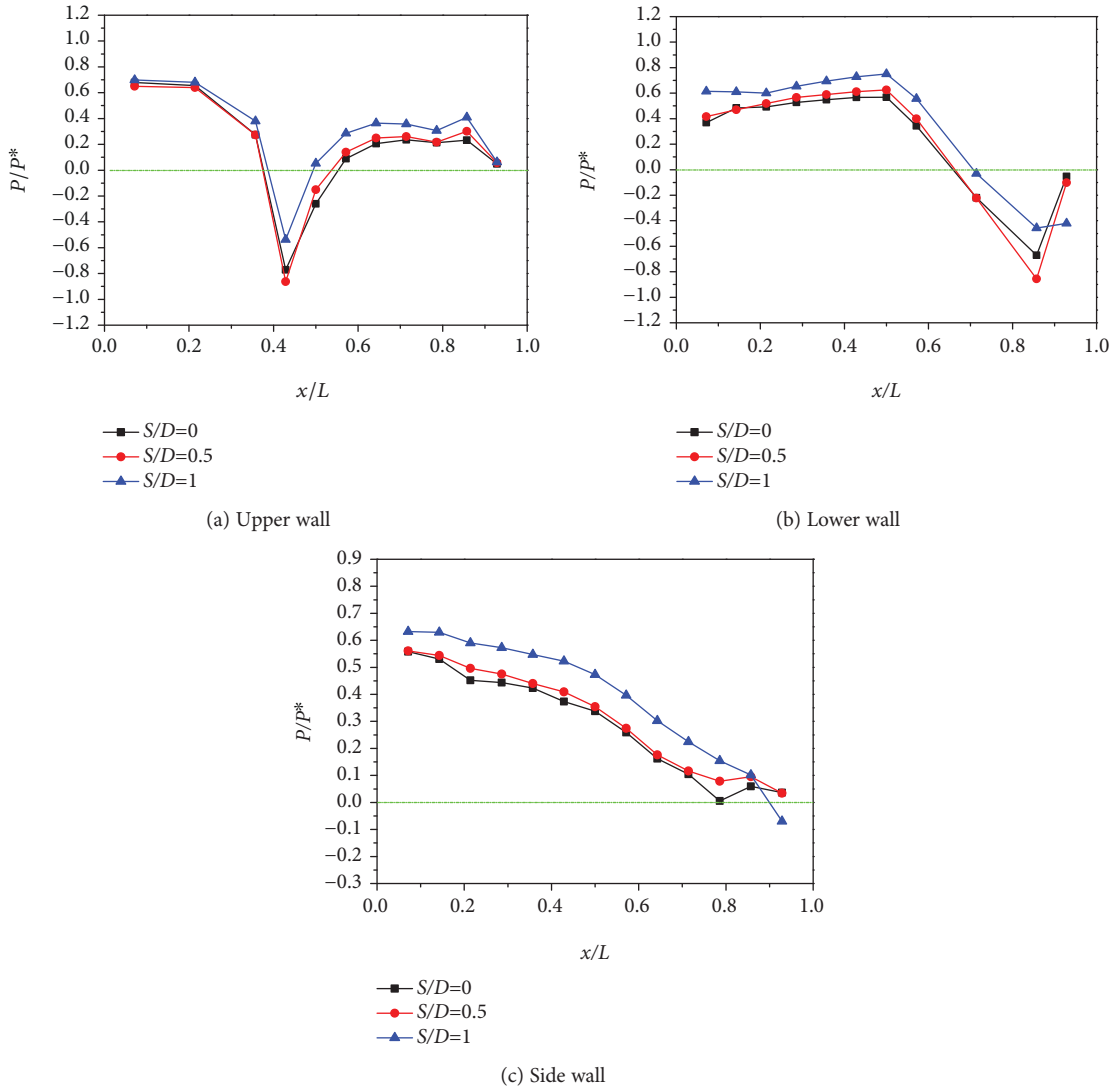 1.2
1.0
0.8
0.6
0.4
0.2
0.0
−0.2
−0.4
−0.6
−0.8
−1.0
−1.2
P/P*
0.0 0.2 0.4 0.6 0.8 1.0
x/L
S/D=0
S/D=0.5
S/D=1
(a) Upper wall
1.2
1.0
0.8
0.6
0.4
0.2
0.0
−0.2
−0.4
−0.6
−0.8
−1.0
−1.2
P/P*
0.0 0.2 0.4 0.6 0.8 1.0
x/L
S/D=0
S/D=0.5
S/D=1
(b) Lower wall
0.9
0.8
0.7
0.6
0.5
0.4
0.3
0.2
0.1
0.0
−0.1
−0.2
−0.3
P/P*
0.0 0.2 0.4 0.6 0.8 1.0
x/L
S/D=0
S/D=0.5
S/D=1
(c) Side wall